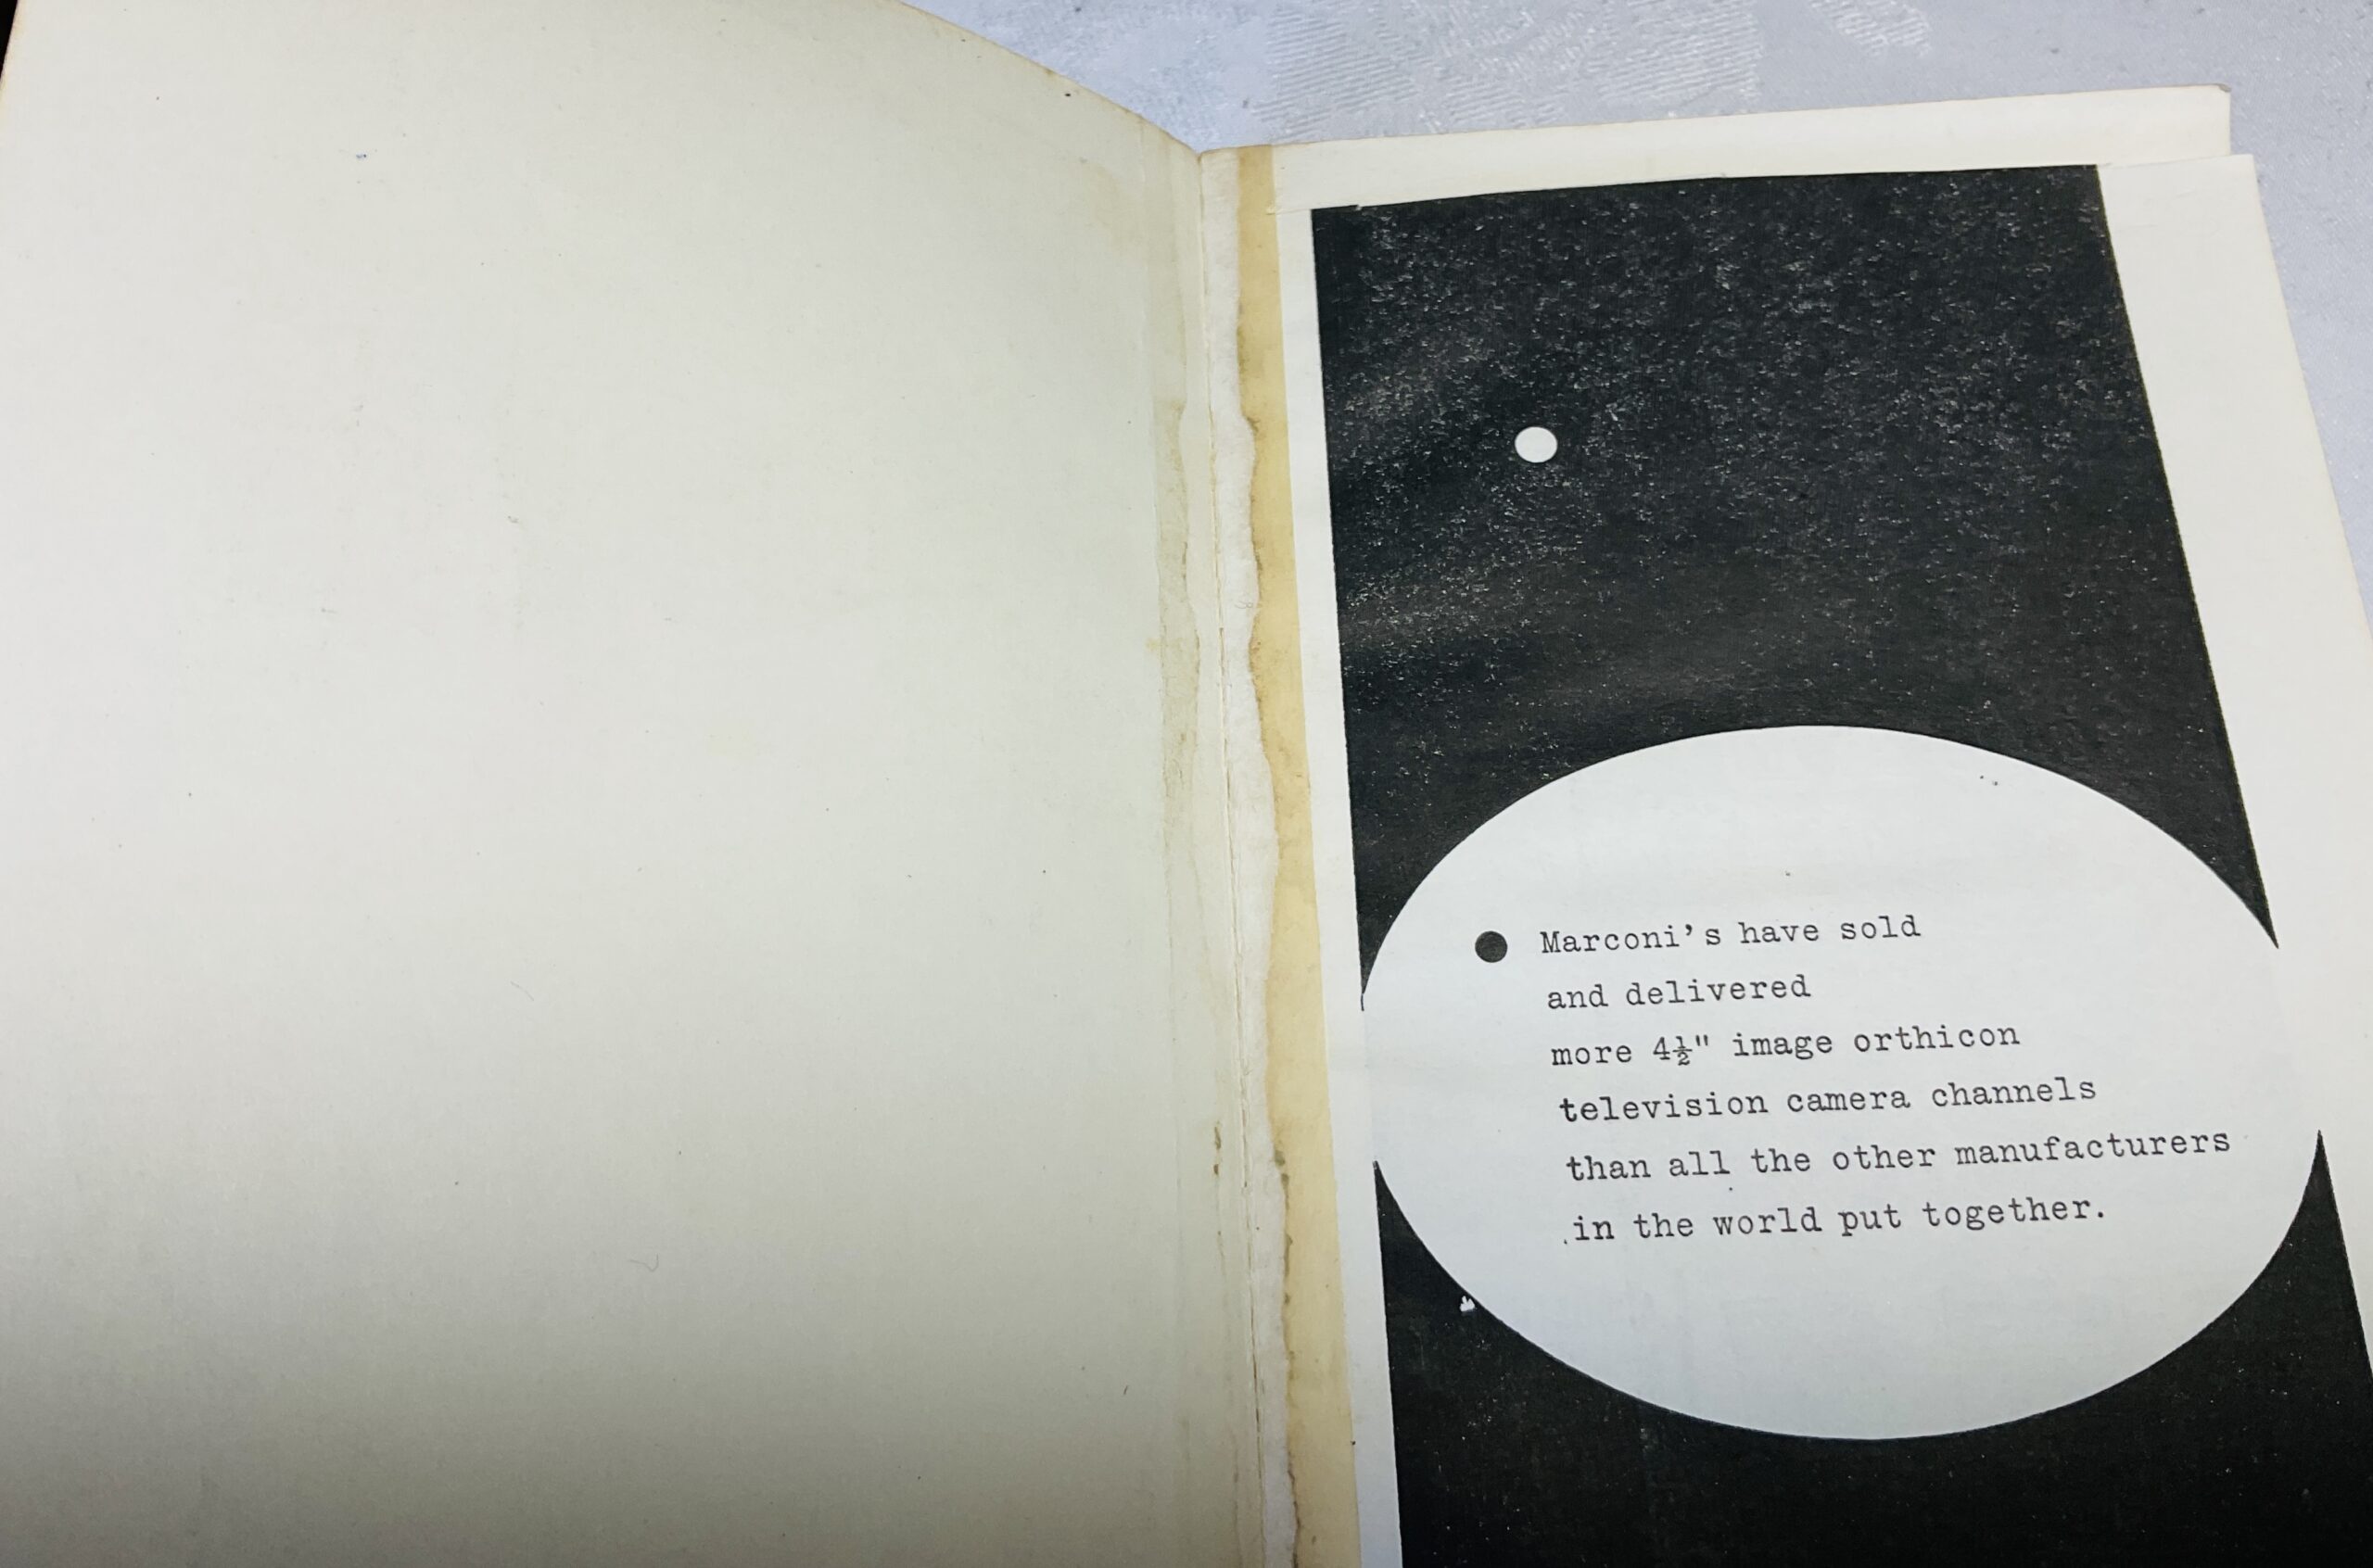 ● Marconi's have sold
and delivered
more 4½" image orthicon
television camera channels
than all the other manufacturers
in the world put together.